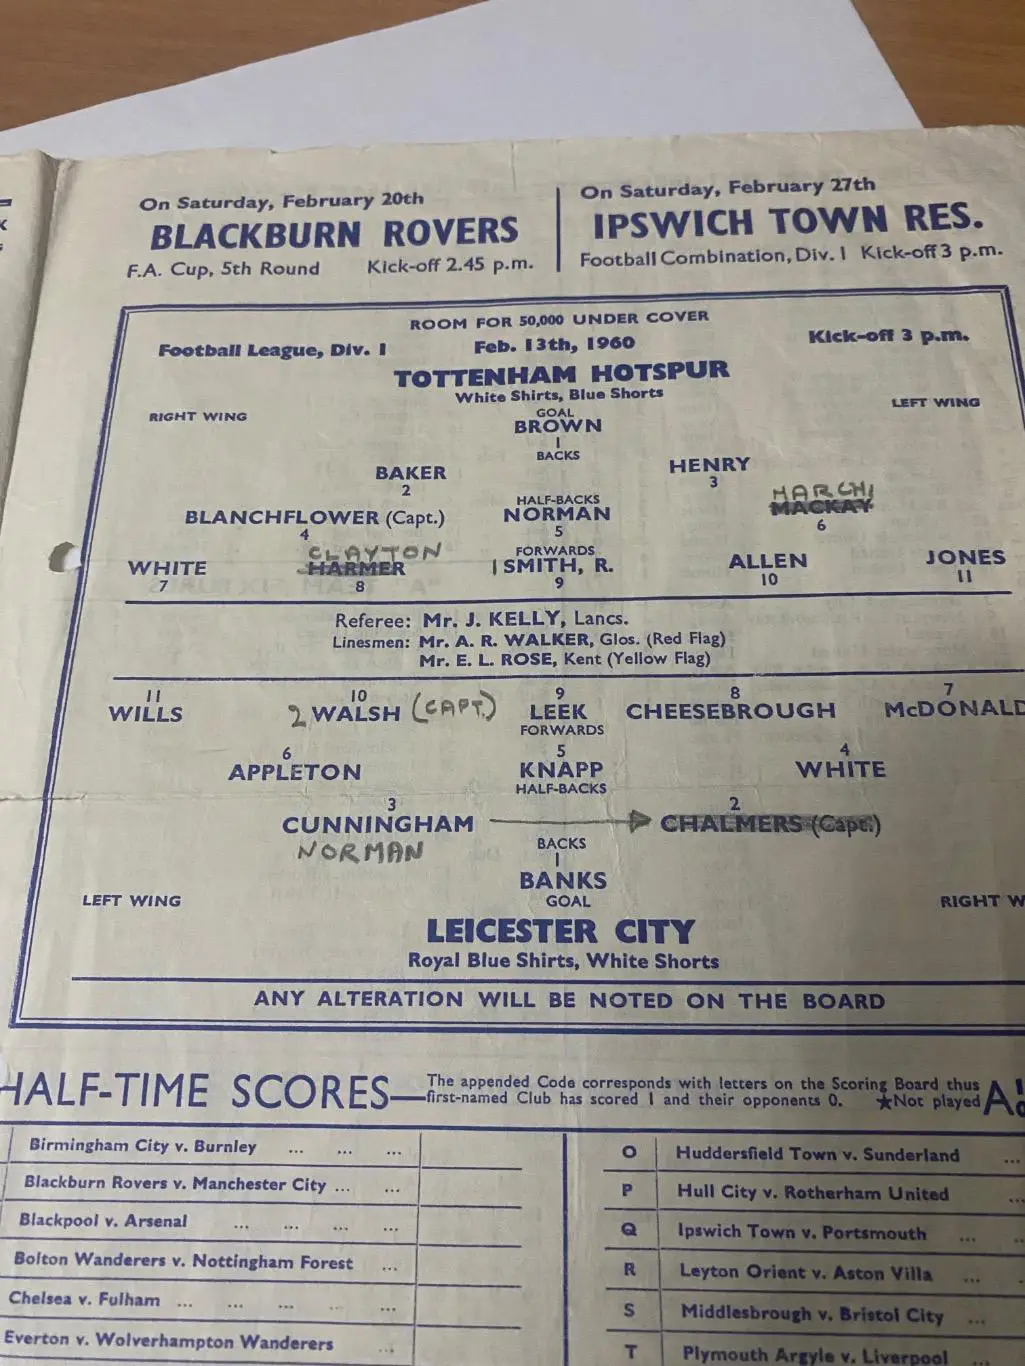 On Saturday, February 20th
BLACKBURN ROVERS
F.A. Cup, 5th Round Kick-off 2.45 p.m.
On Saturday, February 27th
IPSWICH TOWN RES.
Football Combination, Div. I Kick-off 3 p.m.
ROOM FOR 50,000 UNDER COVER
Football League, Div. I Feb. 13th, 1960 Kick-off 3 p.m.
TOTTENHAM HOTSPUR
White Shirts, Blue Shorts
RIGHT WING GOAL LEFT WING
BROWN
1
BACKS
BAKER HENRY
2 3
HALF-BACKS MARCHI
BLANCHFLOWER (Capt.) NORMAN MACKAY
4 5 6
CLAYTON FORWARDS
WHITE HARMER 1 SMITH, R. ALLEN JONES
7 8 9 10 11
Referee: Mr. J. KELLY, Lancs.
Linesmen: Mr. A. R. WALKER, Glos. (Red Flag)
Mr. E. L. ROSE, Kent (Yellow Flag)
11 10 9 8 7
WILLS 2 WALSH (CAPT.) LEEK CHEESEBROUGH McDONALD
FORWARDS
6 5 4
APPLETON KNAPP WHITE
HALF-BACKS
3 2
CUNNINGHAM CHALMERS (Capt.)
NORMAN BACKS
1
BANKS
LEFT WING GOAL RIGHT W
LEICESTER CITY
Royal Blue Shirts, White Shorts
ANY ALTERATION WILL BE NOTED ON THE BOARD
HALF-TIME SCORES—The appended Code corresponds with letters on the Scoring Board thus
first-named Club has scored 1 and their opponents 0. ★Not played
A 1
0
Birmingham City v. Burnley ... ... ...
Blackburn Rovers v. Manchester City ... ...
Blackpool v. Arsenal ... ... ... ...
Bolton Wanderers v. Nottingham Forest ...
Chelsea v. Fulham ... ... ... ...
Everton v. Wolverhampton Wanderers ...
O Huddersfield Town v. Sunderland ...
P Hull City v. Rotherham United ...
Q Ipswich Town v. Portsmouth ... ...
R Leyton Orient v. Aston Villa ...
S Middlesbrough v. Bristol City ...
T Plymouth Argyle v. Liverpool ...